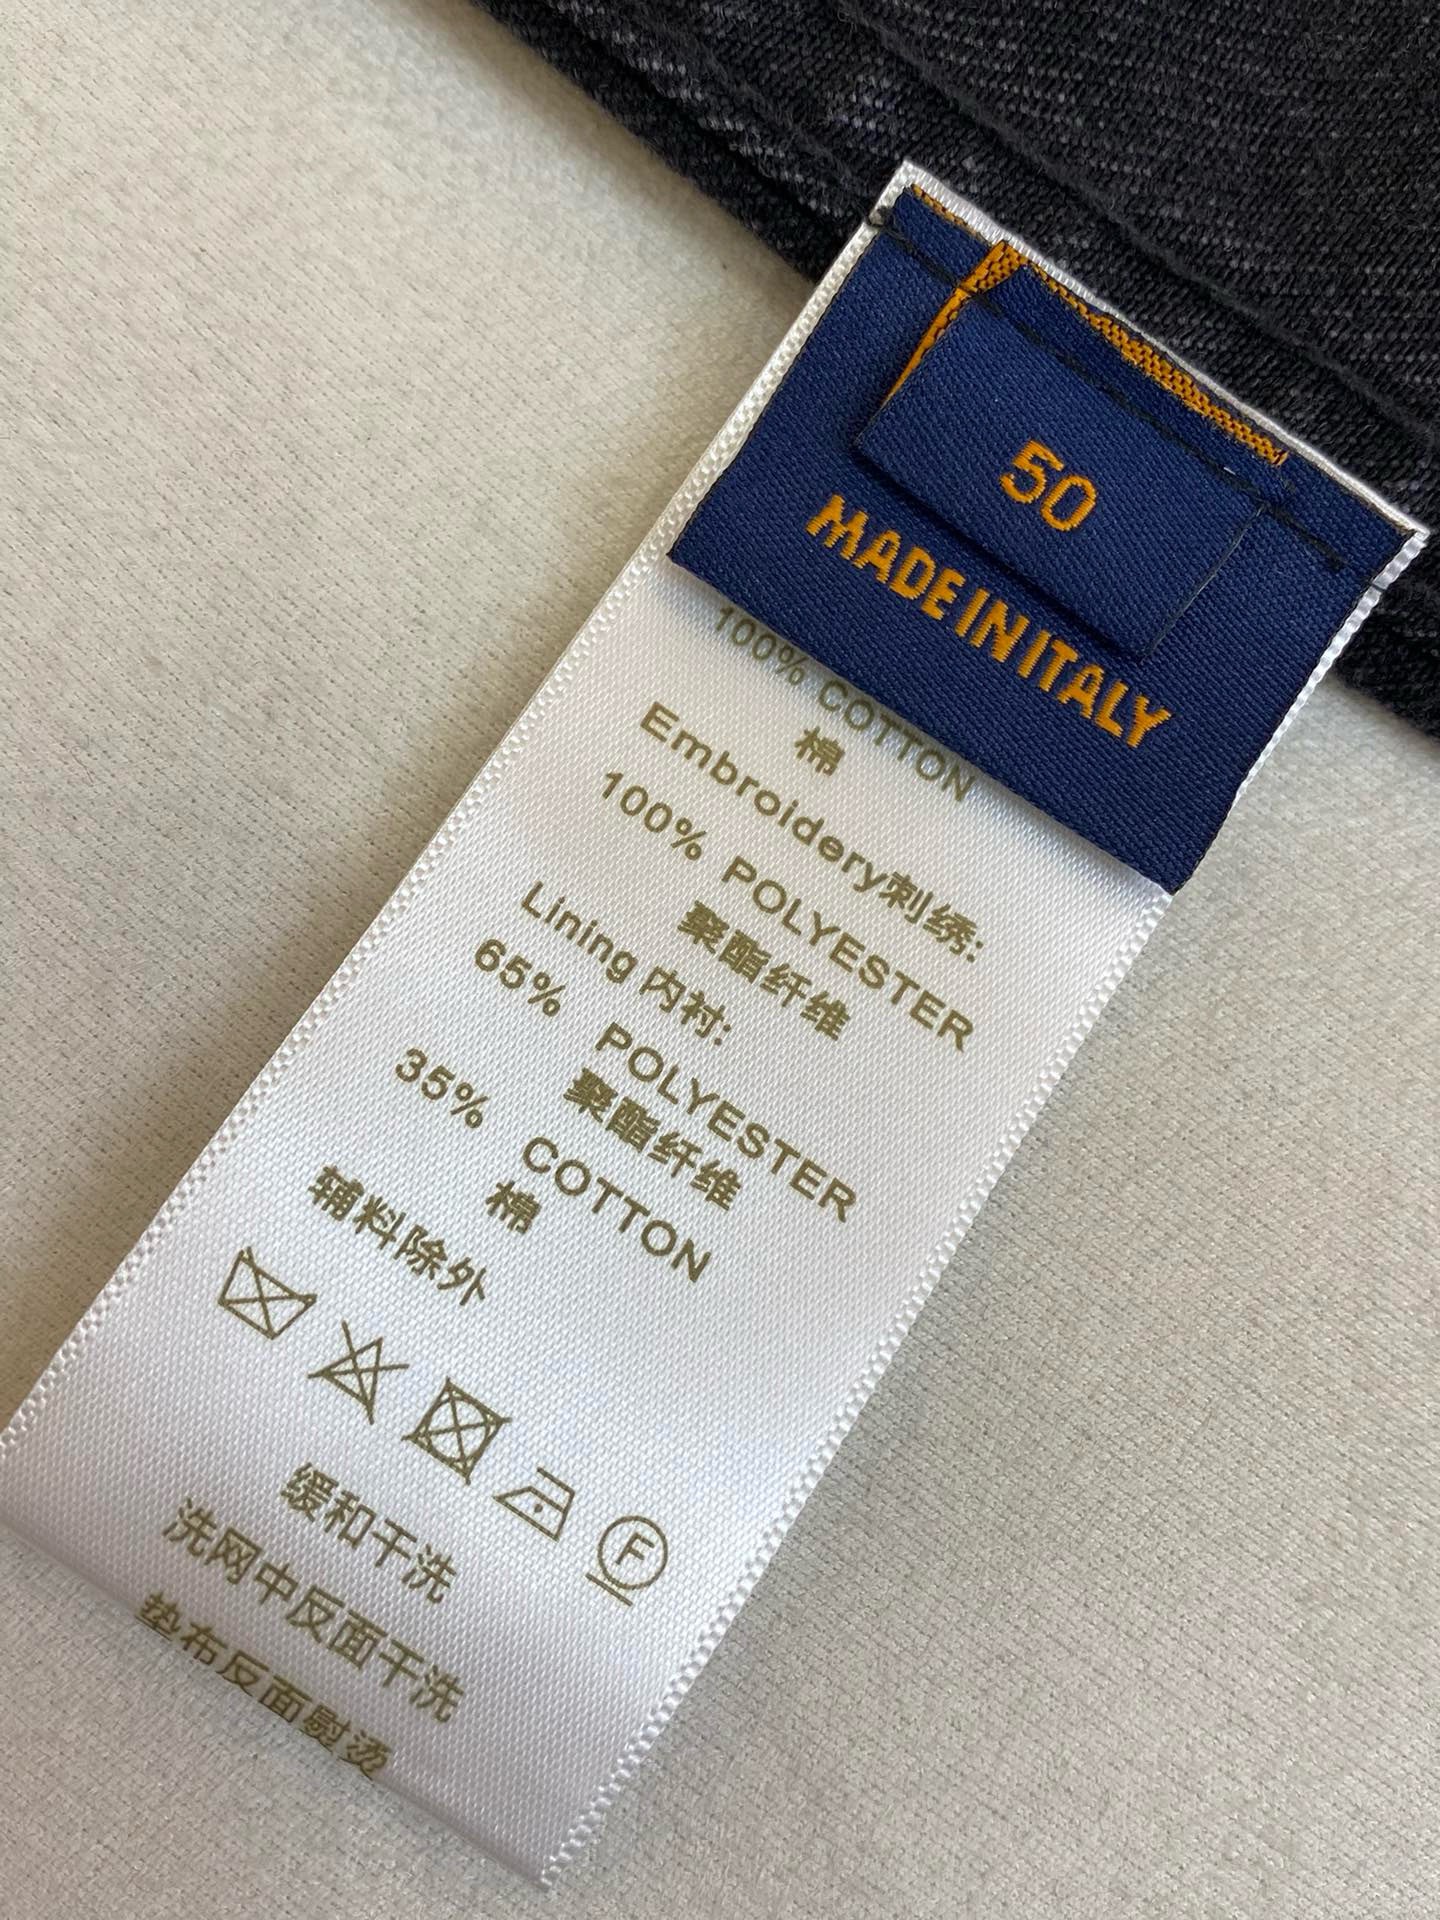 50
MADE IN ITALY
100% COTTON
棉
Embroidery刺绣:
100% POLYESTER
聚酯纤维
Lining 内衬:
65% POLYESTER
聚酯纤维
35% COTTON
棉
辅料除外
F
缓和干洗
洗网中反面干洗
垫布反面熨烫